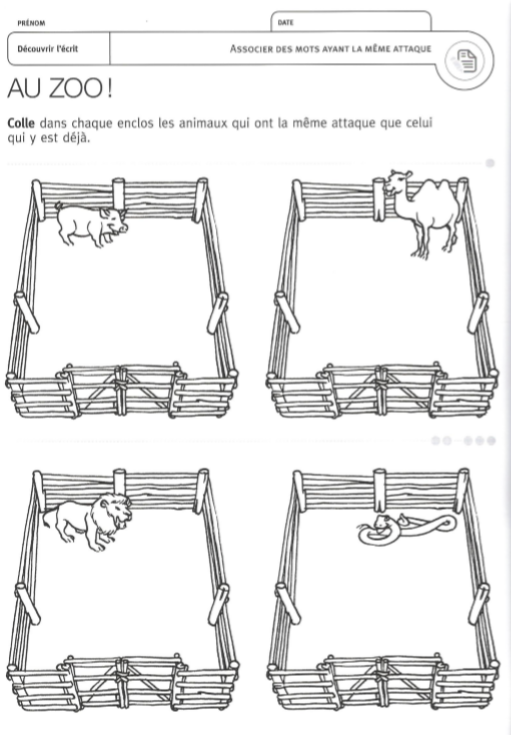 PRÉNOM
DATE
Découvrir l'écrit
ASSOCIER DES MOTS AYANT LA MÊME ATTAQUE
AU ZOO!
Colle dans chaque enclos les animaux qui ont la même attaque que celui
qui y est déjà.